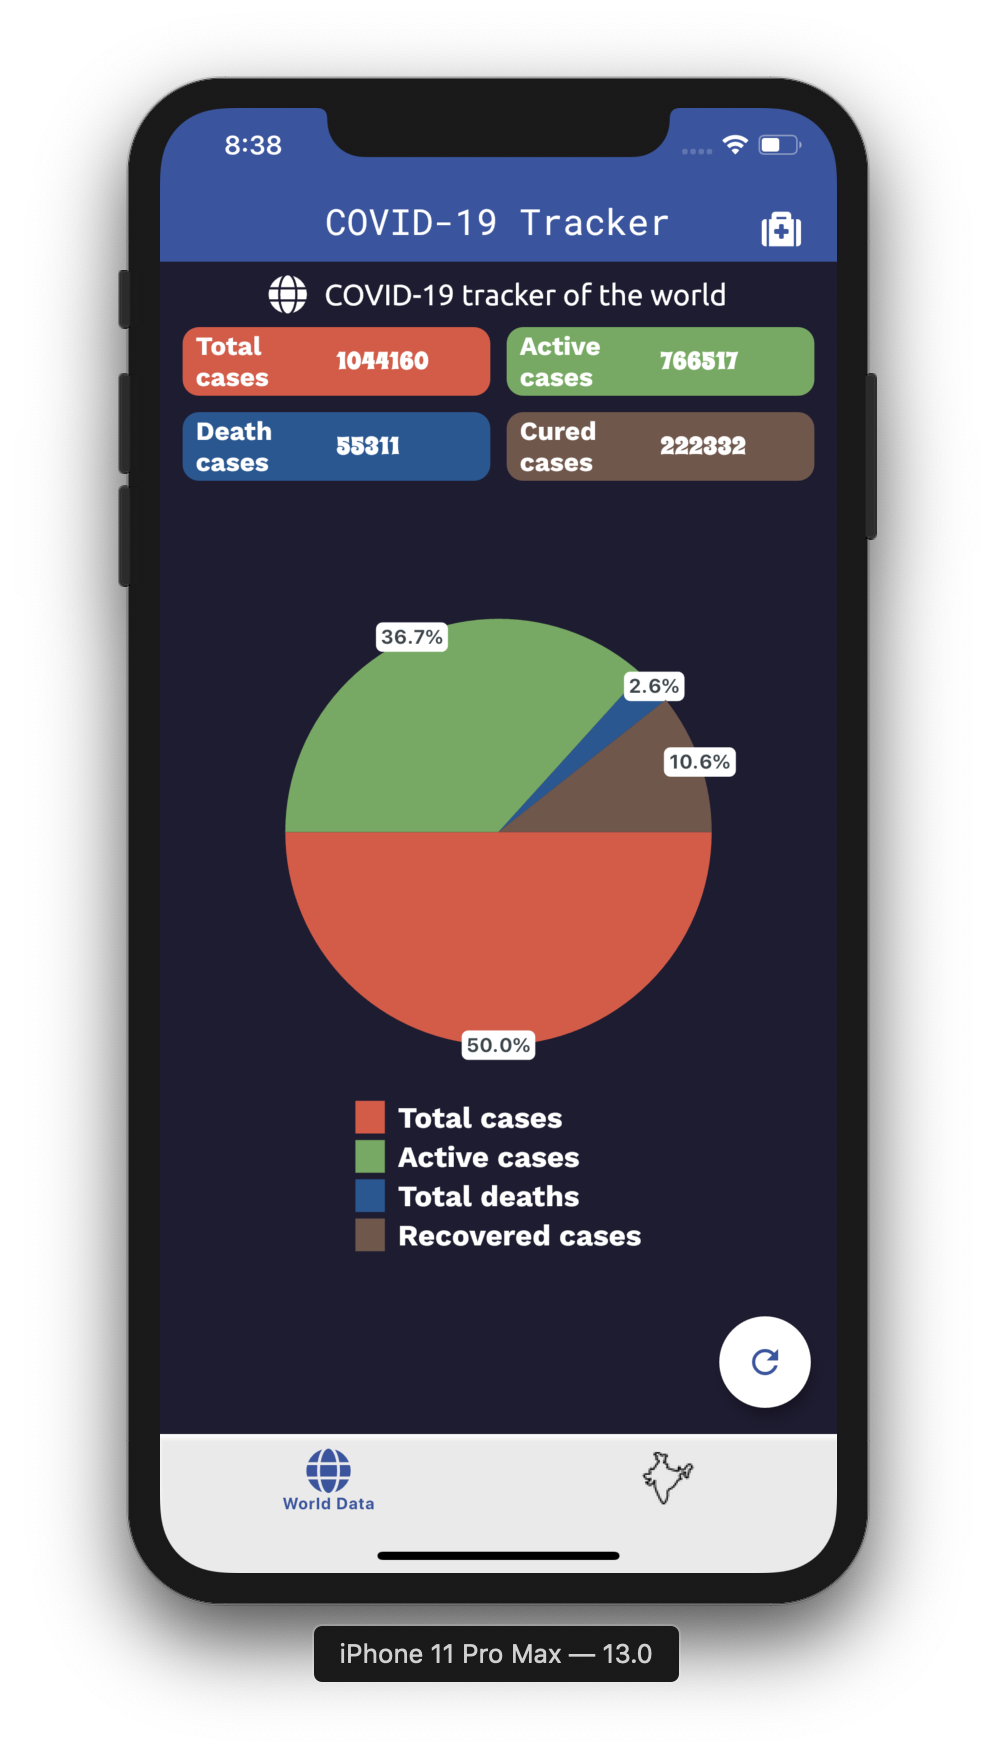 8:38
COVID-19 Tracker
COVID-19 tracker of the world
Total
cases
1044160
Active
cases
766517
Death
cases
55311
Cured
cases
222332
36.7%
2.6%
10.6%
50.0%
Total cases
Active cases
Total deaths
Recovered cases
World Data
iPhone 11 Pro Max — 13.0